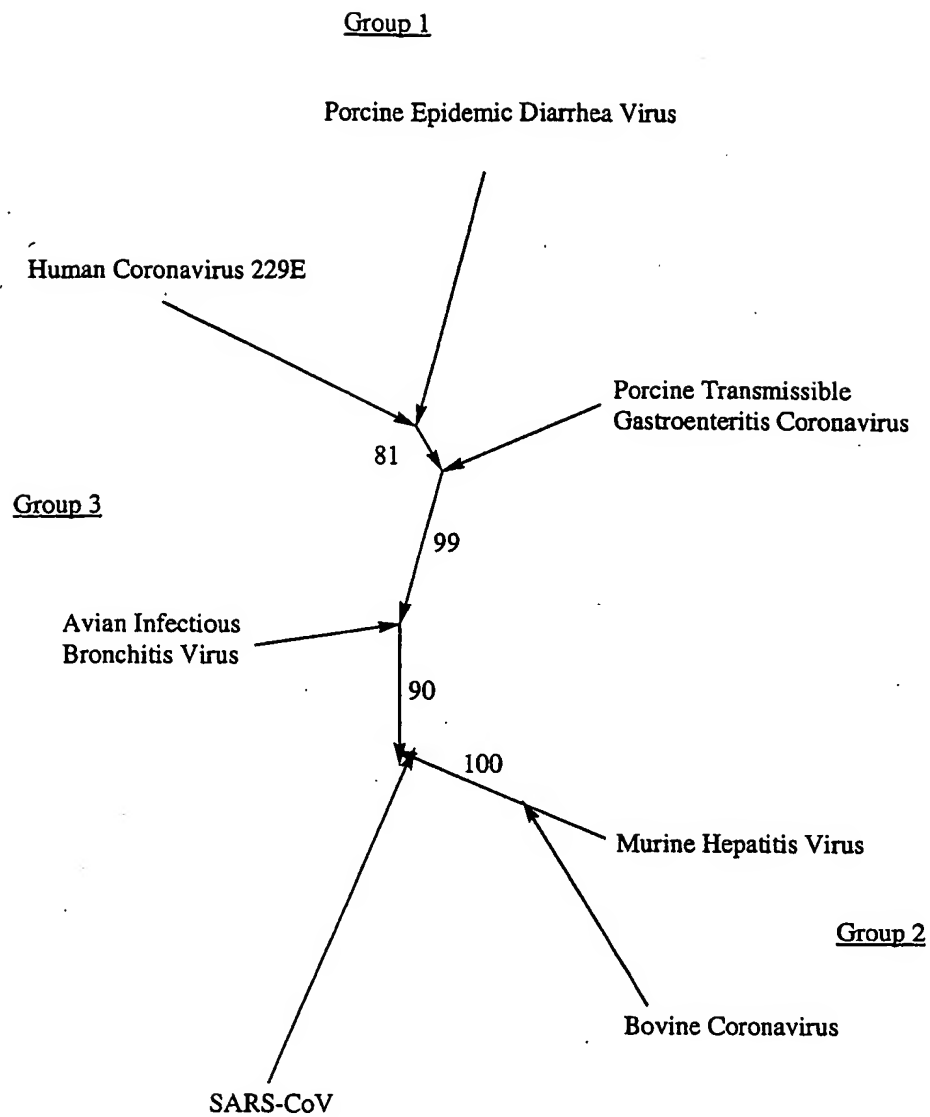 Group 1
Porcine Epidemic Diarrhea Virus
Human Coronavirus 229E
Porcine Transmissible
Gastroenteritis Coronavirus
81
Group 3
99
Avian Infectious
Bronchitis Virus
90
100
Murine Hepatitis Virus
Group 2
Bovine Coronavirus
SARS-CoV